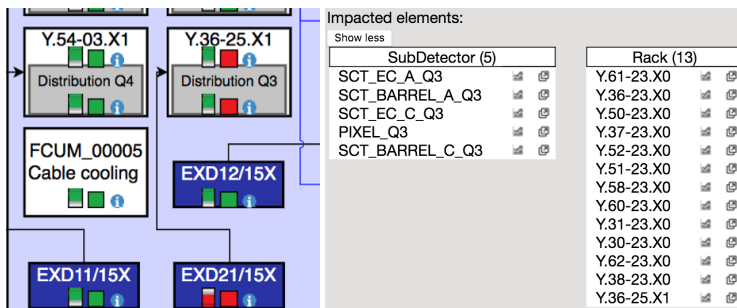 Y.54-03.X1
Distribution Q4
Y.36-25.X1
Distribution Q3
FCUM_00005
Cable cooling
EXD12/15X
EXD11/15X
EXD21/15X
Impacted elements:
Show less
SubDetector (5)
SCT_EC_A_Q3
SCT_BARREL_A_Q3
SCT_EC_C_Q3
PIXEL_Q3
SCT_BARREL_C_Q3
Rack (13)
Y.61-23.X0
Y.36-23.X0
Y.50-23.X0
Y.37-23.X0
Y.52-23.X0
Y.51-23.X0
Y.58-23.X0
Y.60-23.X0
Y.31-23.X0
Y.30-23.X0
Y.62-23.X0
Y.38-23.X0
Y.36-25.X1